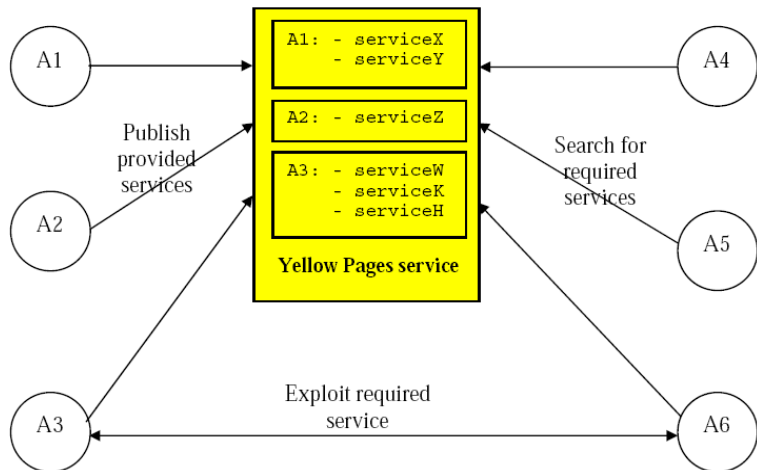 A1
A1: - serviceX
- serviceY
A4
A2: - serviceZ
Publish
provided
services
Search for
required
services
A3: - serviceW
- serviceK
- serviceH
A2
A5
Yellow Pages service
Exploit required
service
A3
A6